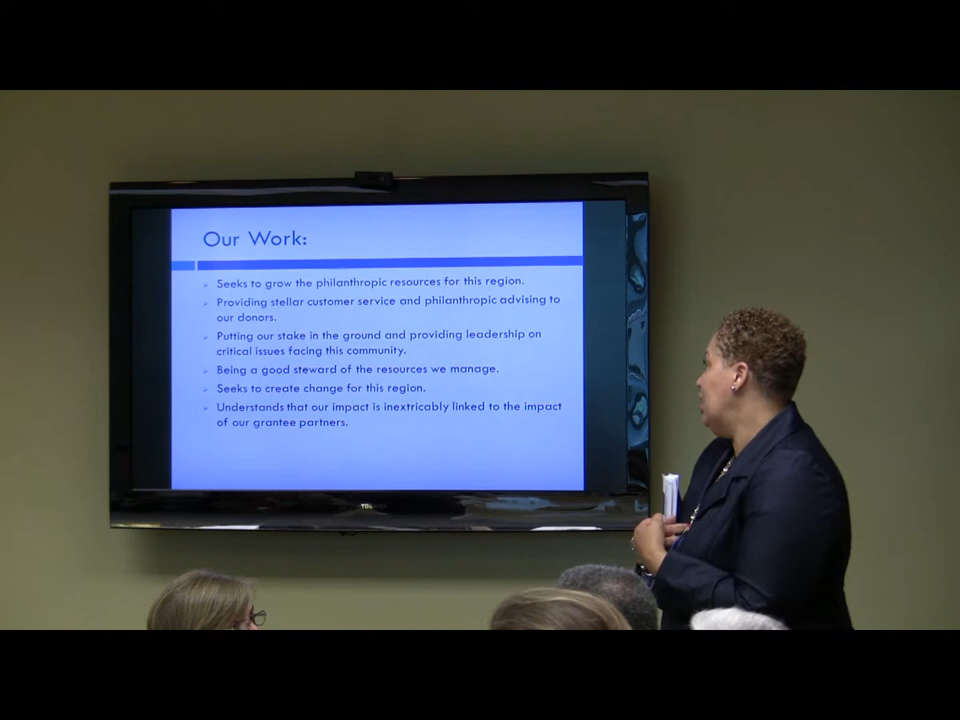 Our Work:
Seeks to grow the philanthropic resources for this region.
Providing stellar customer service and philanthropic advising to
our donors.
Putting our stake in the ground and providing leadership on
critical issues facing this community.
Being a good steward of the resources we manage.
Seeks to create change for this region.
Understands that our impact is inextricably linked to the impact
of our grantee partners.
TOSHIBA